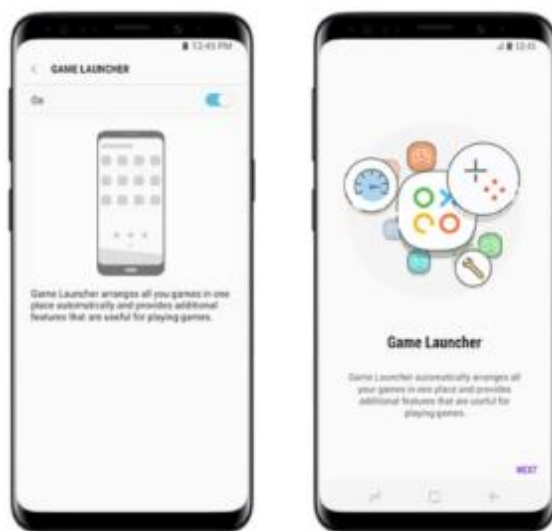 12:45 PM
GAME LAUNCHER
On
Game Launcher arranges all you games in one
place automatically and provides additional
features that are useful for playing games.
Game Launcher
Game Launcher automatically arranges all
your games in one place and provides
additional features that are useful for
playing games.
NEXT